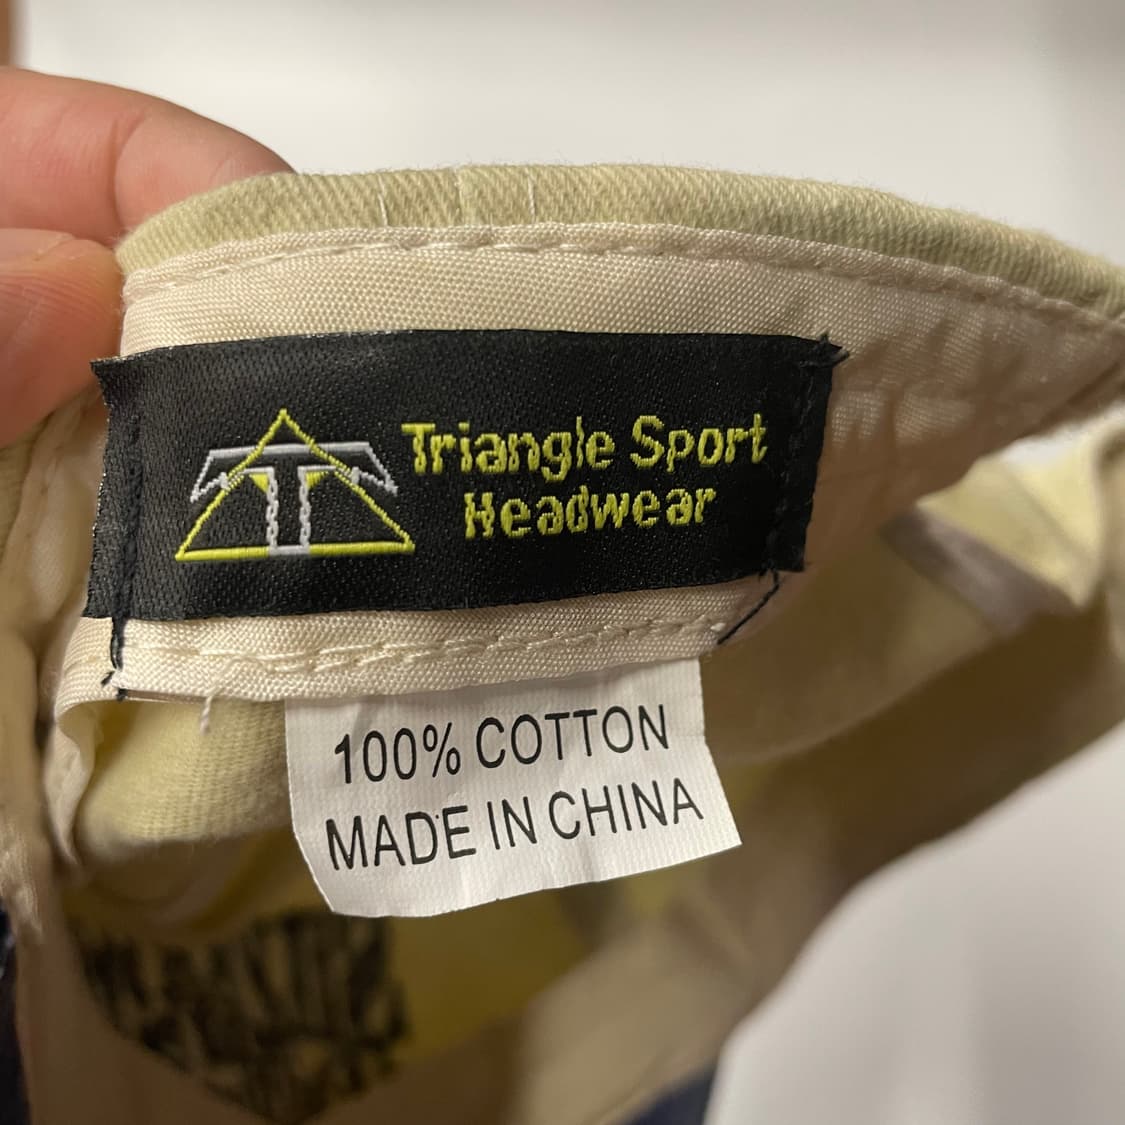 Triangle Sport
Headwear
100% COTTON
MADE IN CHINA